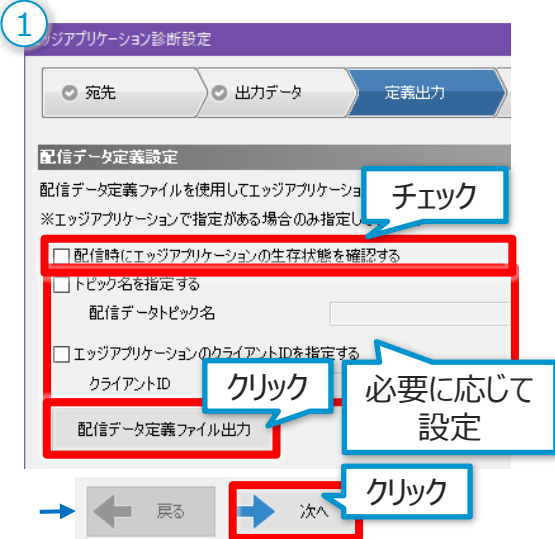 1
ッジアプリケーション診断設定
宛先
出力データ
定義出力
配信データ定義設定
配信データ定義ファイルを使用してエッジアプリケーショ
チェック
※エッジアプリケーションで指定がある場合のみ指定し
配信時にエッジアプリケーションの生存状態を確認する
トピック名を指定する
配信データトピック名
エッジアプリケーションのクライアントIDを指定する
クライアントID
クリック
必要に応じて
設定
配信データ定義ファイル出力
クリック
戻る
次へ